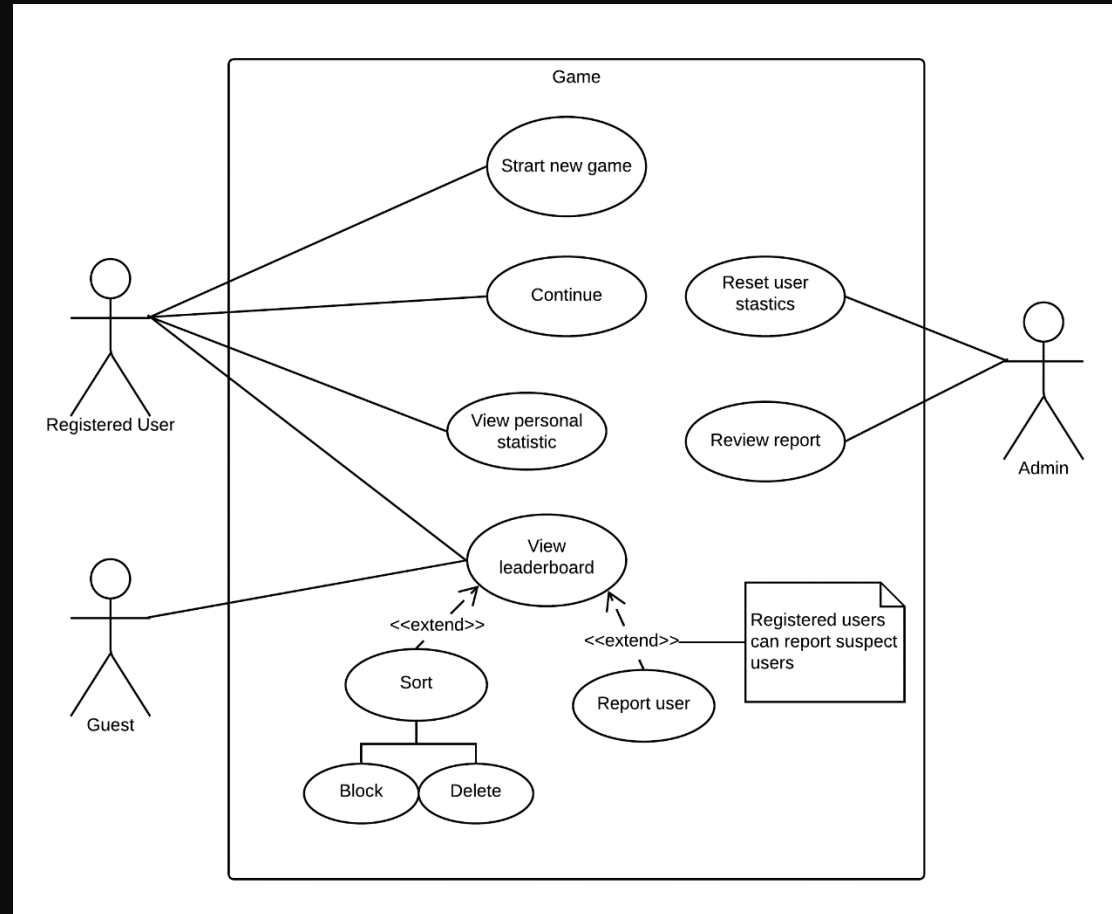 Game
Strart new game
Continue
Reset user
stastics
Registered User
View personal
statistic
Review report
Admin
View
leaderboard
<<extend>>
<<extend>>
Registered users
can report suspect
users
Sort
Report user
Guest
Block
Delete